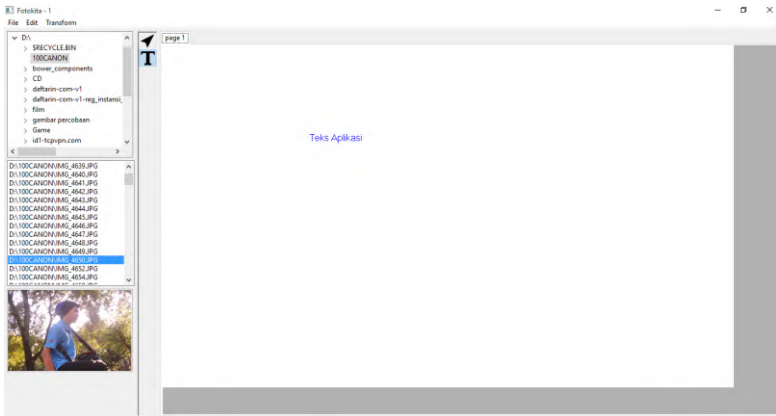 Fotokita - 1
File Edit Transform
D:\
$RECYCLE.BIN
100CANON
bower_components
CD
daftarin-com-v1
daftarin-com-v1-reg_instansi_
film
gambar percobaan
Game
id1-tcpvpn.com
D:\100CANON\IMG_4639.JPG
D:\100CANON\IMG_4640.JPG
D:\100CANON\IMG_4641.JPG
D:\100CANON\IMG_4642.JPG
D:\100CANON\IMG_4643.JPG
D:\100CANON\IMG_4644.JPG
D:\100CANON\IMG_4645.JPG
D:\100CANON\IMG_4646.JPG
D:\100CANON\IMG_4647.JPG
D:\100CANON\IMG_4648.JPG
D:\100CANON\IMG_4649.JPG
D:\100CANON\IMG_4650.JPG
D:\100CANON\IMG_4652.JPG
D:\100CANON\IMG_4654.JPG
T
page 1
Teks Aplikasi